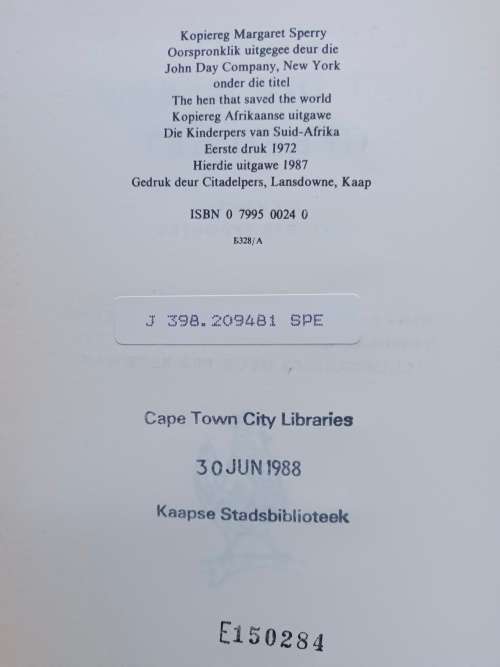 Kopiereg Margaret Sperry
Oorspronklik uitgegee deur die
John Day Company, New York
onder die titel
The hen that saved the world
Kopiereg Afrikaanse uitgawe
Die Kinderpers van Suid-Afrika
Eerste druk 1972
Hierdie uitgawe 1987
Gedruk deur Citadelpers, Lansdowne, Kaap
ISBN 0 7995 0024 0
Б328/A
J 398.209481 SPE
Cape Town City Libraries
30 JUN 1988
Kaapse Stadsbiblioteek
E150284